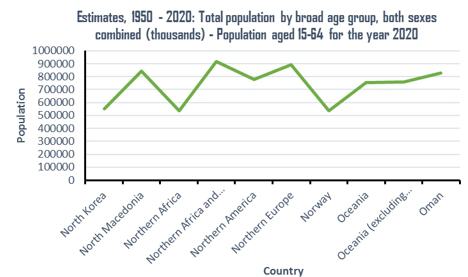 Estimates, 1950 - 2020: Total population by broad age group, both sexes
combined (thousands) - Population aged 15-64 for the year 2020
1000000
900000
800000
700000
600000
500000
400000
300000
200000
100000
0
Population
North Korea
North Macedonia
Northern Africa
Northern Africa and...
Northern America
Northern Europe
Norway
Oceania
Oceania (excluding...
Oman
Country